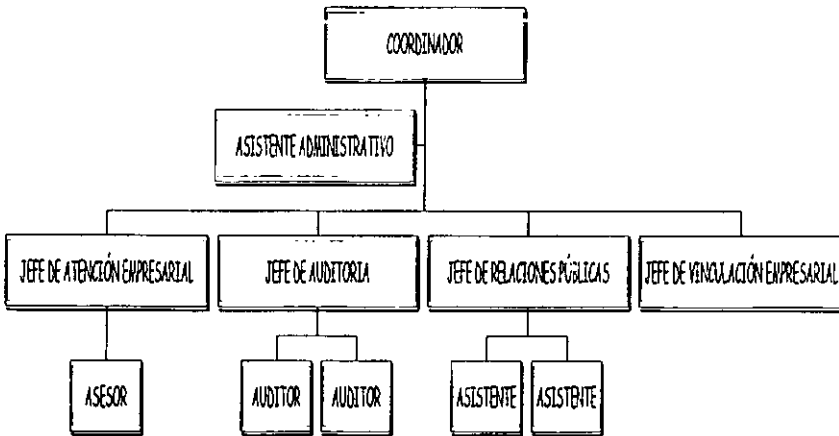 COORDINADOR
ASISTENTE ADMINISTRATIVO
JEFE DE ATENCIÓN EMPRESARIAL
JEFE DE AUDITORIA
JEFE DE RELACIONES PÚBLICAS
JEFE DE VINCULACIÓN EMPRESARIAL
ASESOR
AUDITOR
AUDITOR
ASISTENTE
ASISTENTE